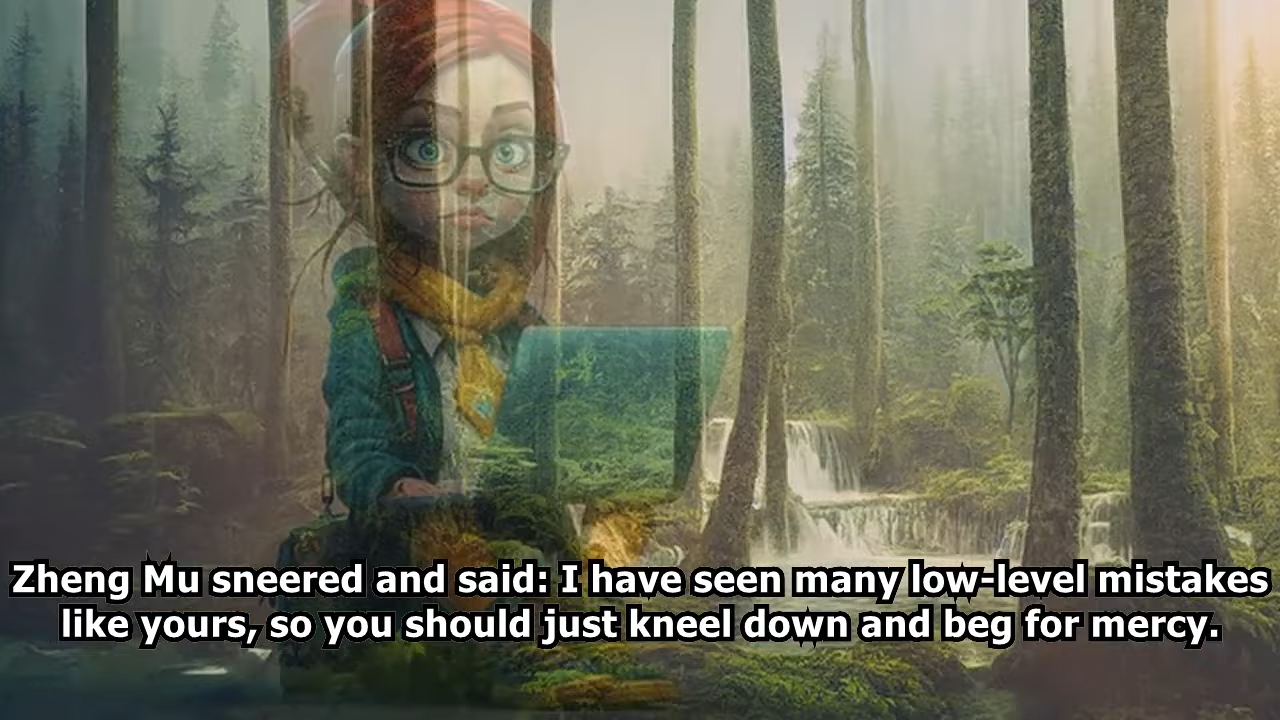 Zheng Mu sneered and said: I have seen many low-level mistakes
like yours, so you should just kneel down and beg for mercy.